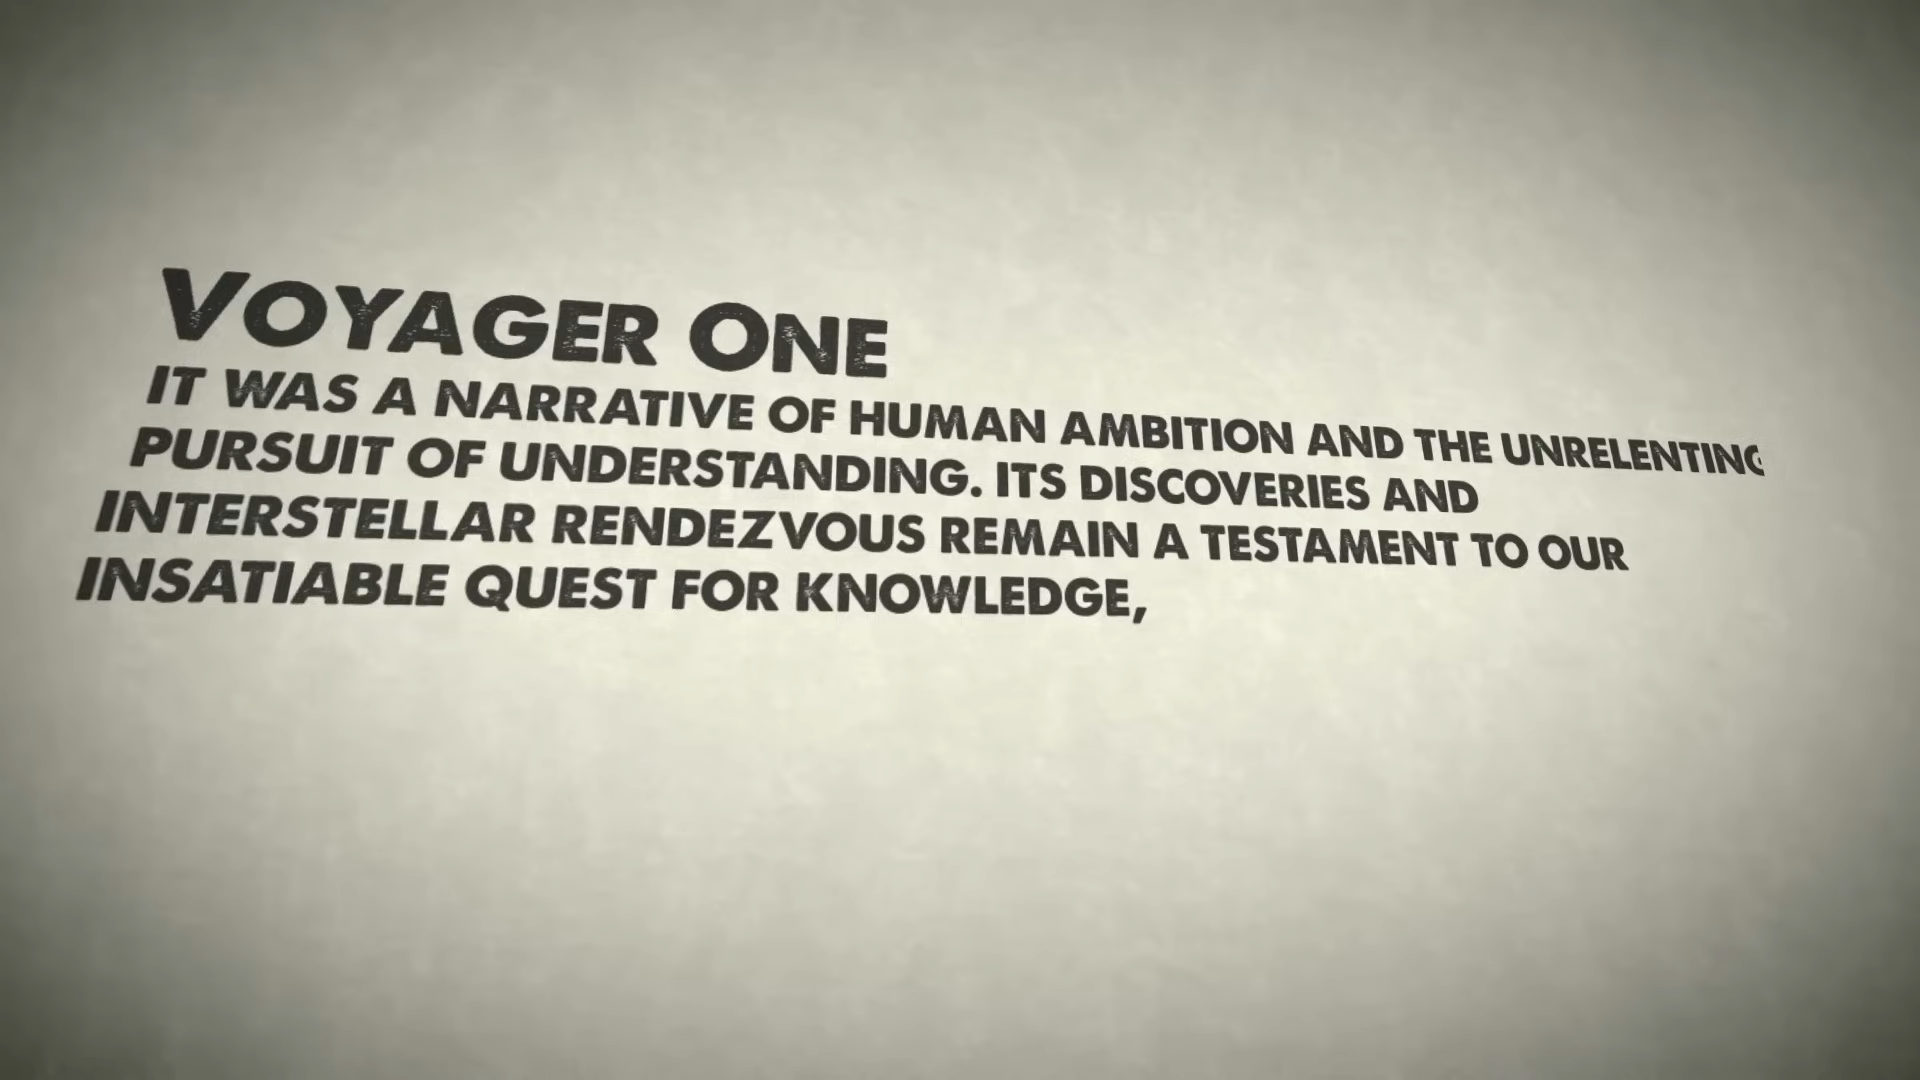 VOYAGER ONE
IT WAS A NARRATIVE OF HUMAN AMBITION AND THE UNRELENTING
PURSUIT OF UNDERSTANDING. ITS DISCOVERIES AND
INTERSTELLAR RENDEZVOUS REMAIN A TESTAMENT TO OUR
INSATIABLE QUEST FOR KNOWLEDGE,